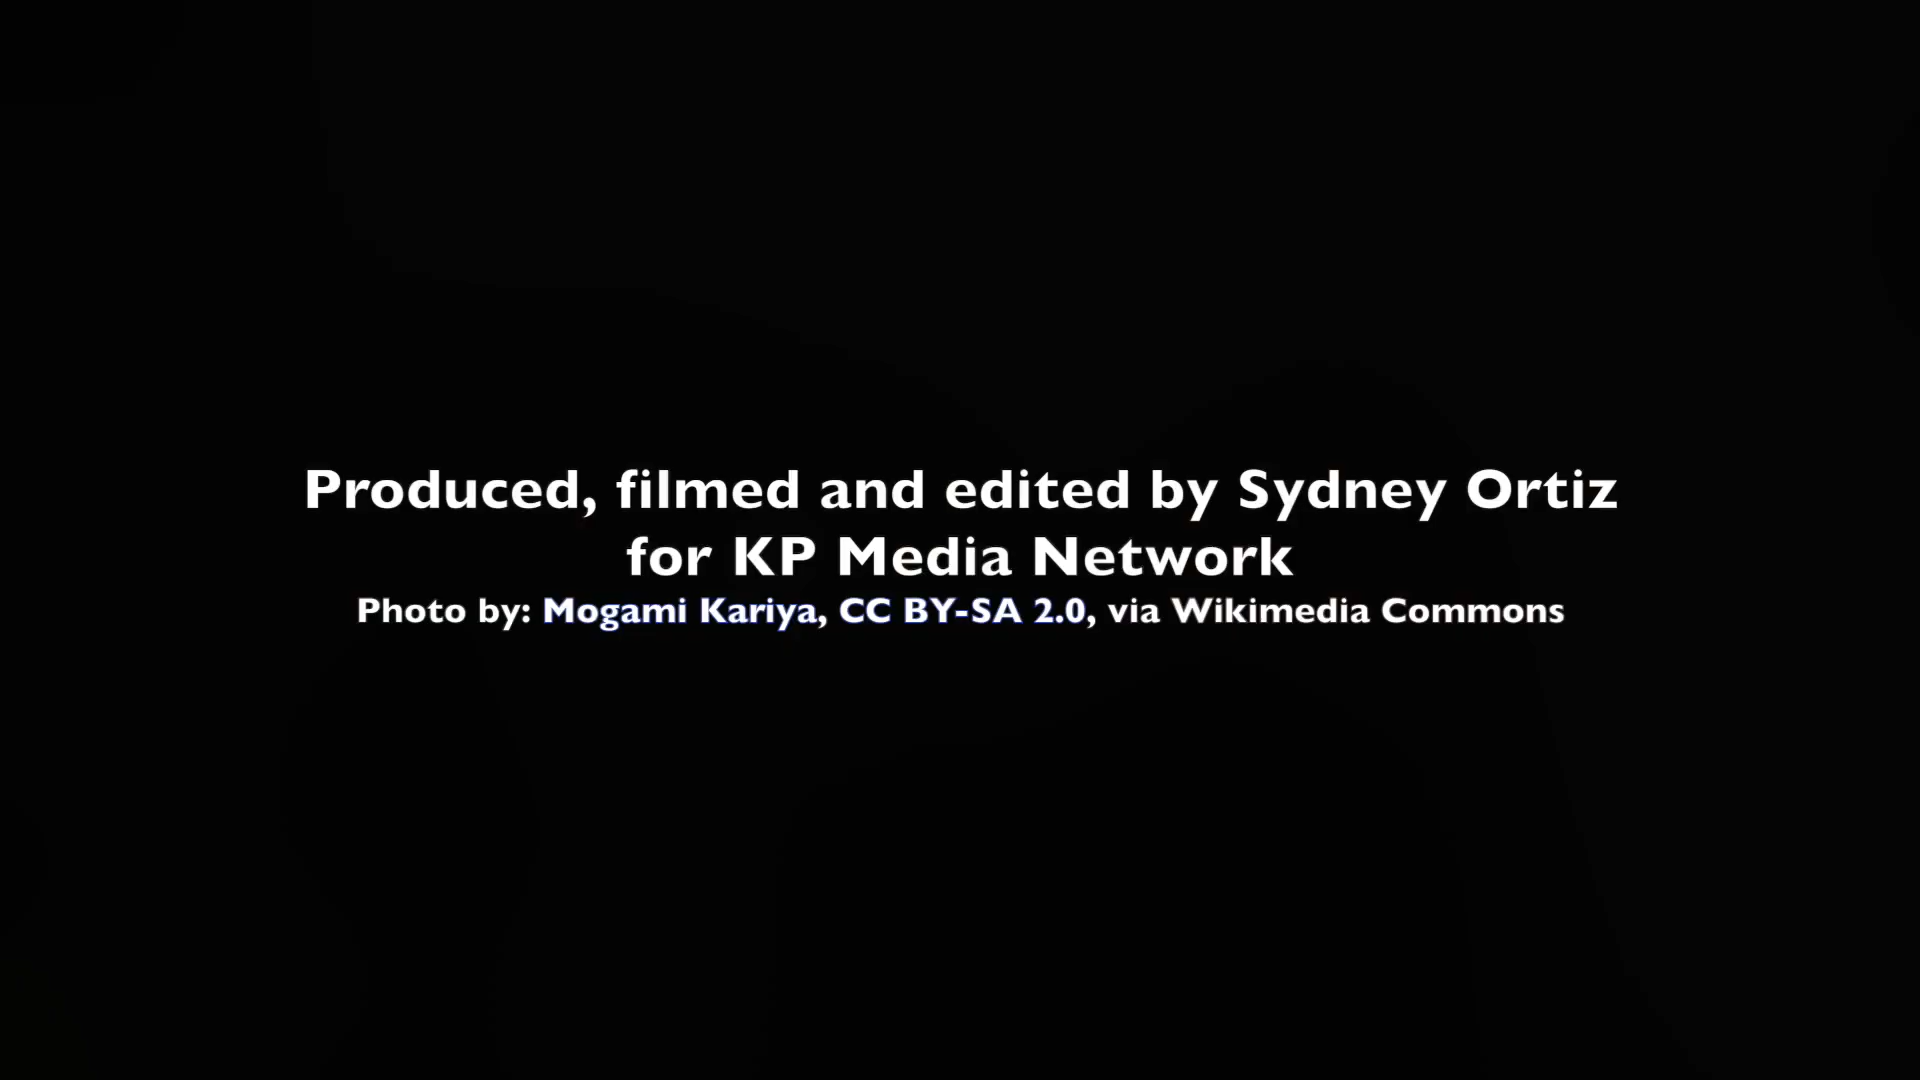 Produced, filmed and edited by Sydney Ortiz
for KP Media Network
Photo by: Mogami Kariya, CC BY-SA 2.0, via Wikimedia Commons